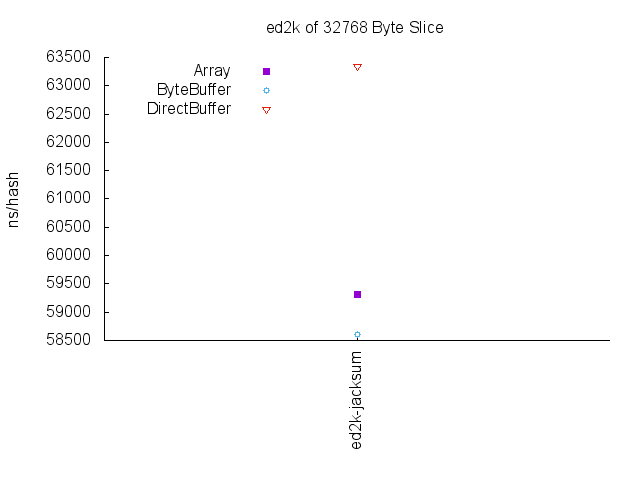 ed2k of 32768 Byte Slice
63500
63000
62500
62000
61500
61000
60500
60000
59500
59000
58500
ns/hash
Array
ByteBuffer
DirectBuffer
ed2k-jacksum